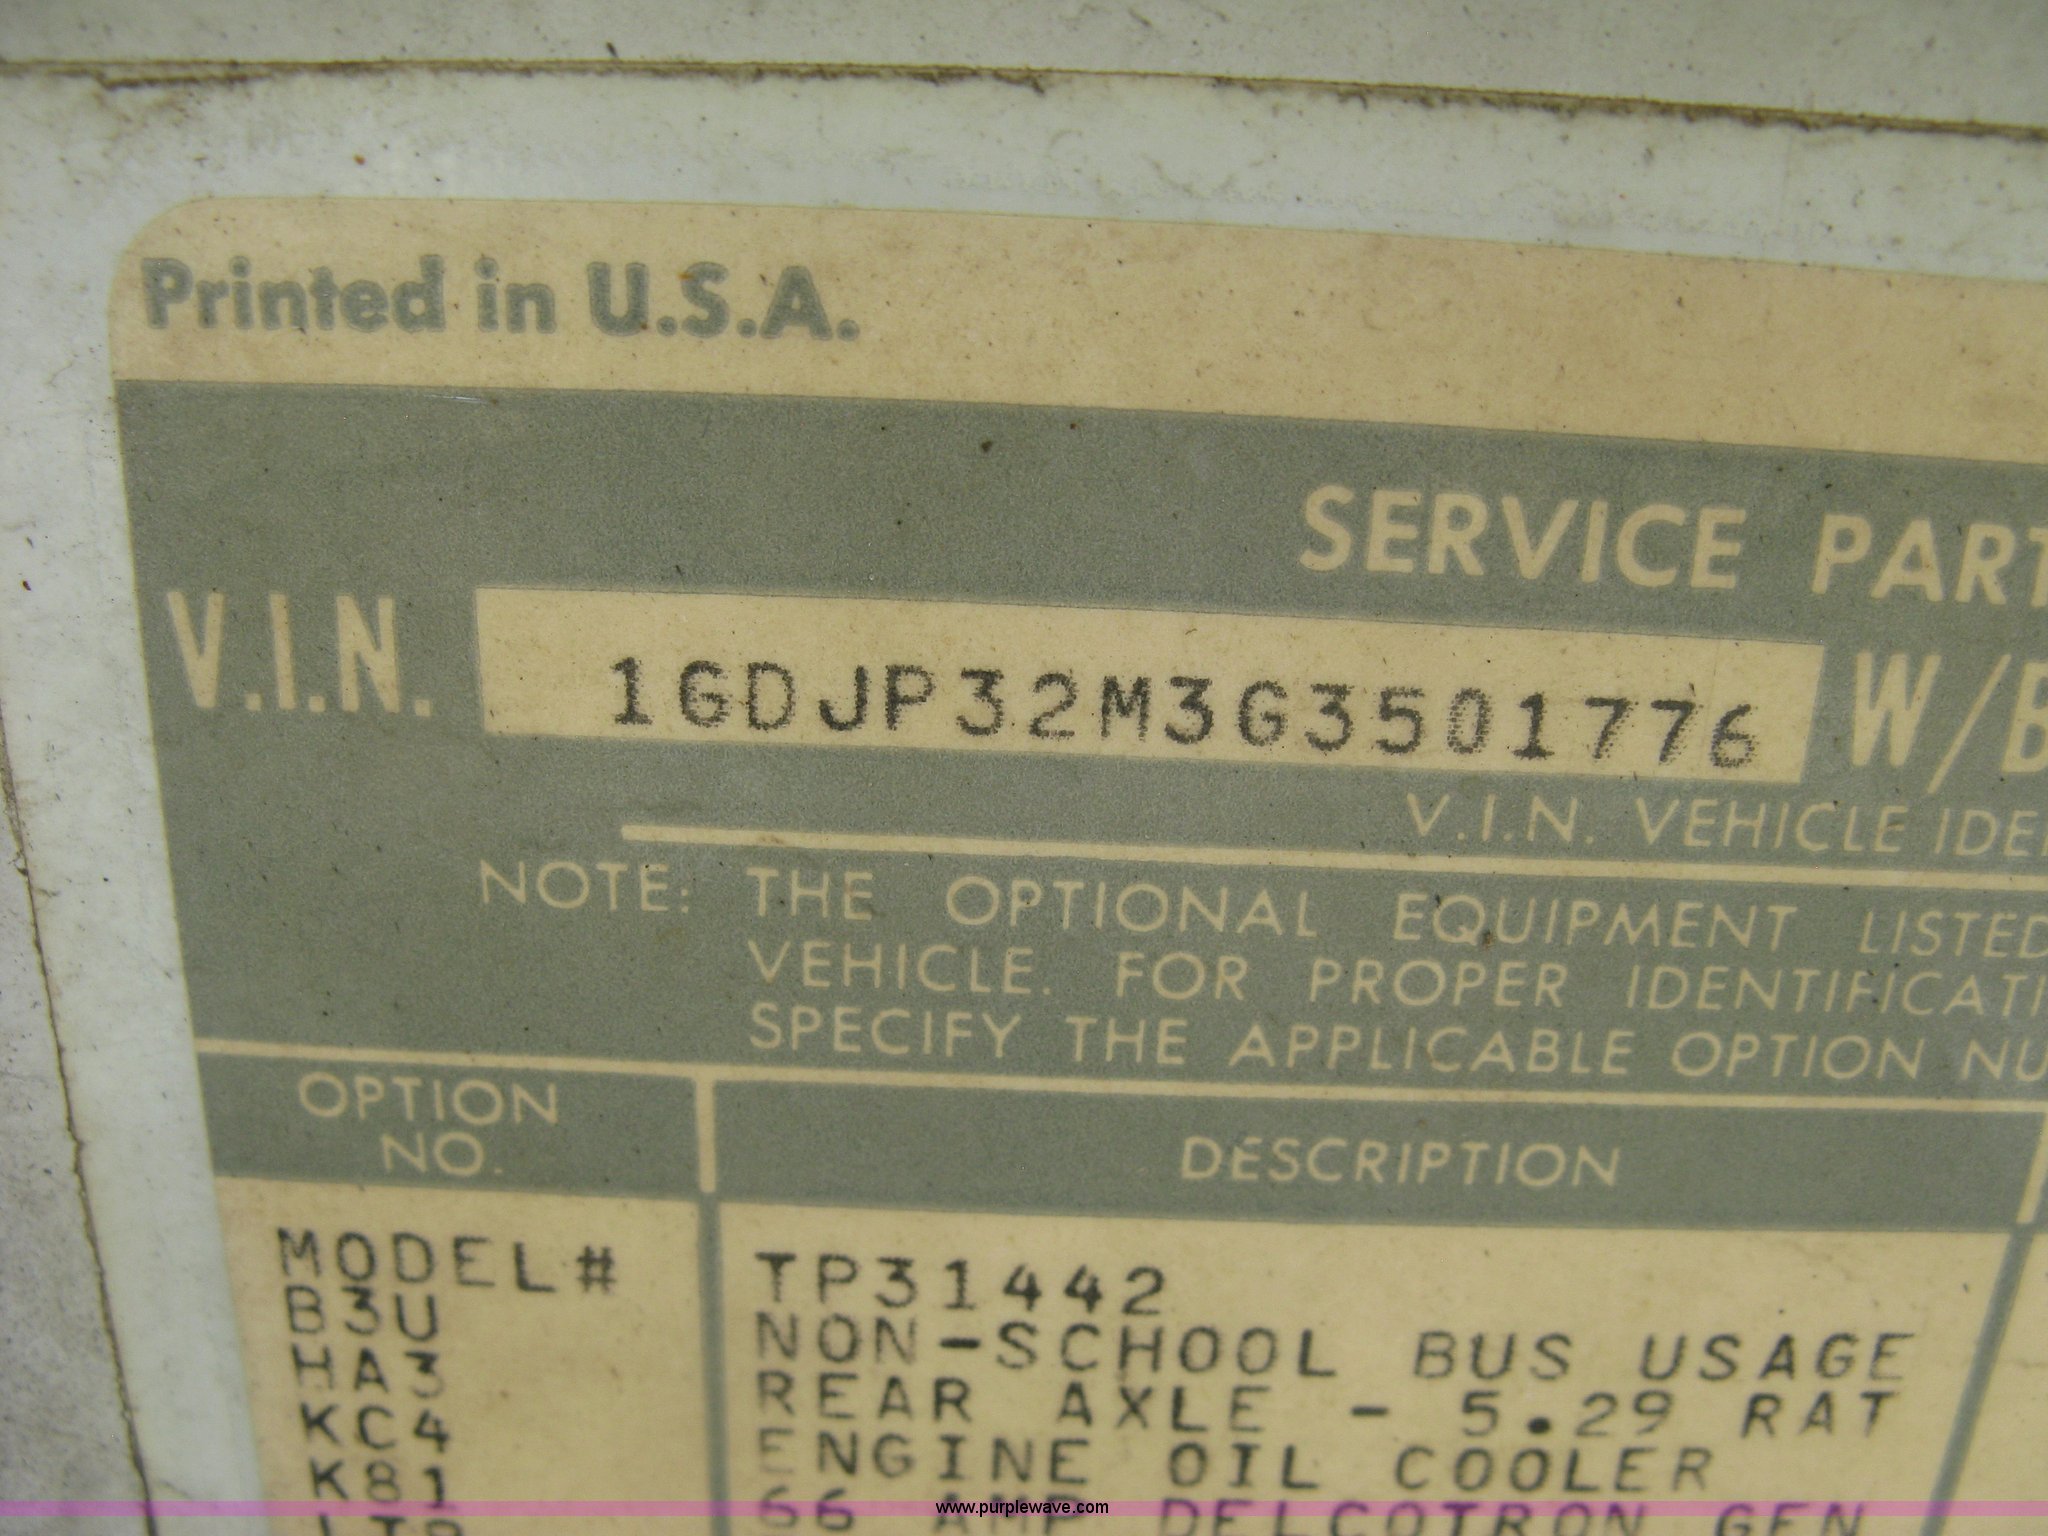 Printed in U.S.A.
SERVICE PART
V.I.N. 1GDJP32M3G3501776 W/B
V.I.N. VEHICLE IDE
NOTE: THE OPTIONAL EQUIPMENT LISTED
VEHICLE. FOR PROPER IDENTIFICATI
SPECIFY THE APPLICABLE OPTION NU
OPTION NO. DESCRIPTION
MODEL# TP31442
B3U NON-SCHOOL BUS USAGE
HA3 REAR AXLE - 5.29 RAT
KC4 ENGINE OIL COOLER
K81 66 AMP DELCOTRON GEN
www.purplewave.com